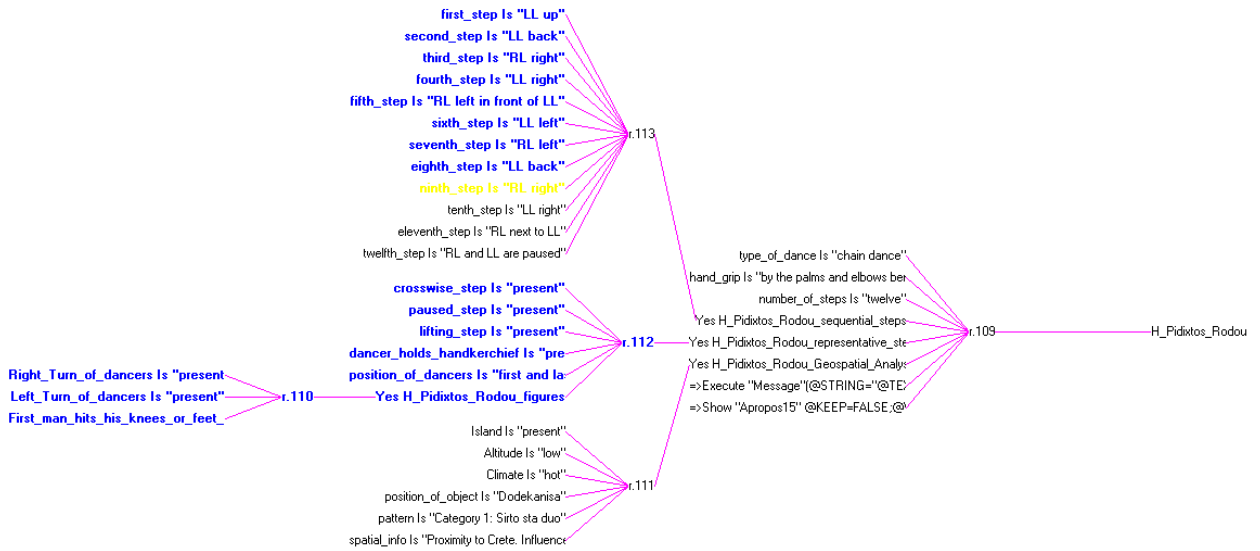 first_step Is "LL up"
second_step Is "LL back"
third_step Is "RL right"
fourth_step Is "LL right"
fifth_step Is "RL left in front of LL"
sixth_step Is "LL left"
seventh_step Is "RL left"
eighth_step Is "LL back"
ninth_step Is "RL right"
tenth_step Is "LL right"
eleventh_step Is "RL next to LL"
twelfth_step Is "RL and LL are paused"
r.113
crosswise_step Is "present"
paused_step Is "present"
lifting_step Is "present"
dancer_holds_handkerchief Is "pre
position_of_dancers Is "first and la
Yes H_Pidixtos_Rodou_figures
r.112
Right_Turn_of_dancers Is "present
Left_Turn_of_dancers Is "present"
First_man_hits_his_knees_or_feet_
r.110
Island Is "present"
Altitude Is "low"
Climate Is "hot"
position_of_object Is "Dodekanisa"
pattern Is "Category 1: Sirto sta duo"
spatial_info Is "Proximity to Crete. Influence
r.111
type_of_dance Is "chain dance"
hand_grip Is "by the palms and elbows ber
number_of_steps Is "twelve"
Yes H_Pidixtos_Rodou_sequential_steps
Yes H_Pidixtos_Rodou_representative_ste
Yes H_Pidixtos_Rodou_Geospatial_Analys
=>Execute "Message"(@STRING="@TE
=>Show "Apropos15" @KEEP=FALSE;@
r.109
H_Pidixtos_Rodou